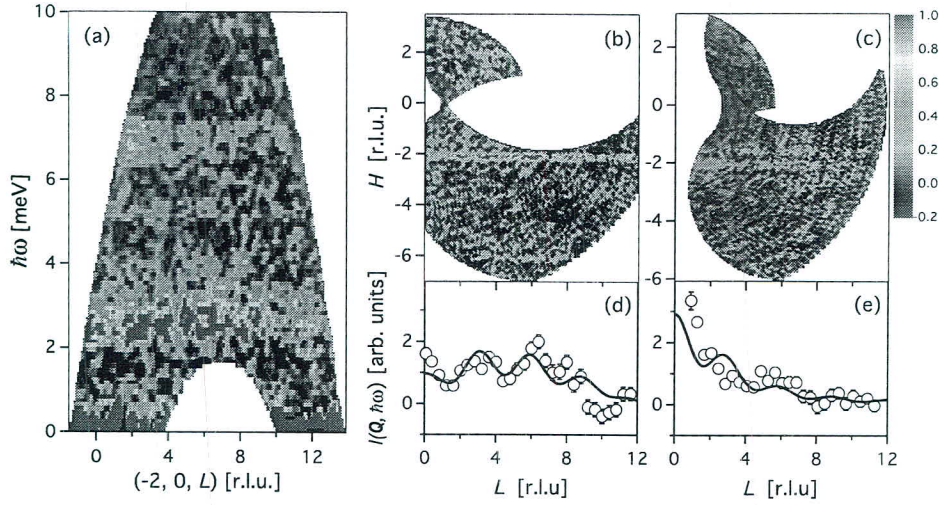 (a)
10
8
6
4
2
0
ħω [meV]
0 4 8 12
(-2, 0, L) [r.l.u.]
(b)
2
0
-2
-4
-6
H [r.l.u.]
(c)
2
0
-2
-4
-6
1.0
0.8
0.6
0.4
0.2
0.0
0.2
(d)
2
0
I(Q, ħω) [arb. units]
0 4 8 12
L [r.l.u]
(e)
2
0
0 4 8 12
L [r.l.u]